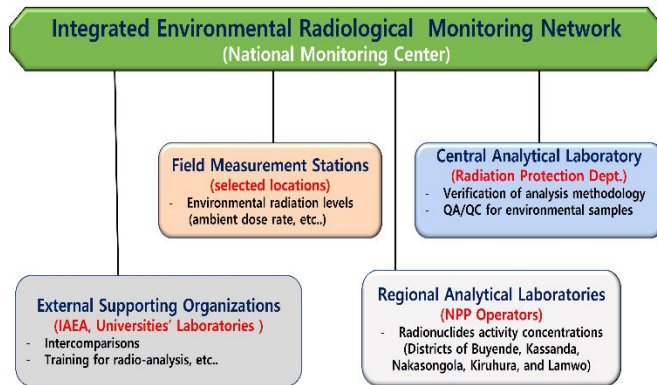 Integrated Environmental Radiological Monitoring Network
(National Monitoring Center)
Field Measurement Stations
(selected locations)
- Environmental radiation levels
(ambient dose rate, etc..)
Central Analytical Laboratory
(Radiation Protection Dept.)
- Verification of analysis methodology
- QA/QC for environmental samples
External Supporting Organizations
(IAEA, Universities' Laboratories )
- Intercomparisons
- Training for radio-analysis, etc..
Regional Analytical Laboratories
(NPP Operators)
- Radionuclides activity concentrations
(Districts of Buyende, Kassanda,
Nakasongola, Kiruhura, and Lamwo)